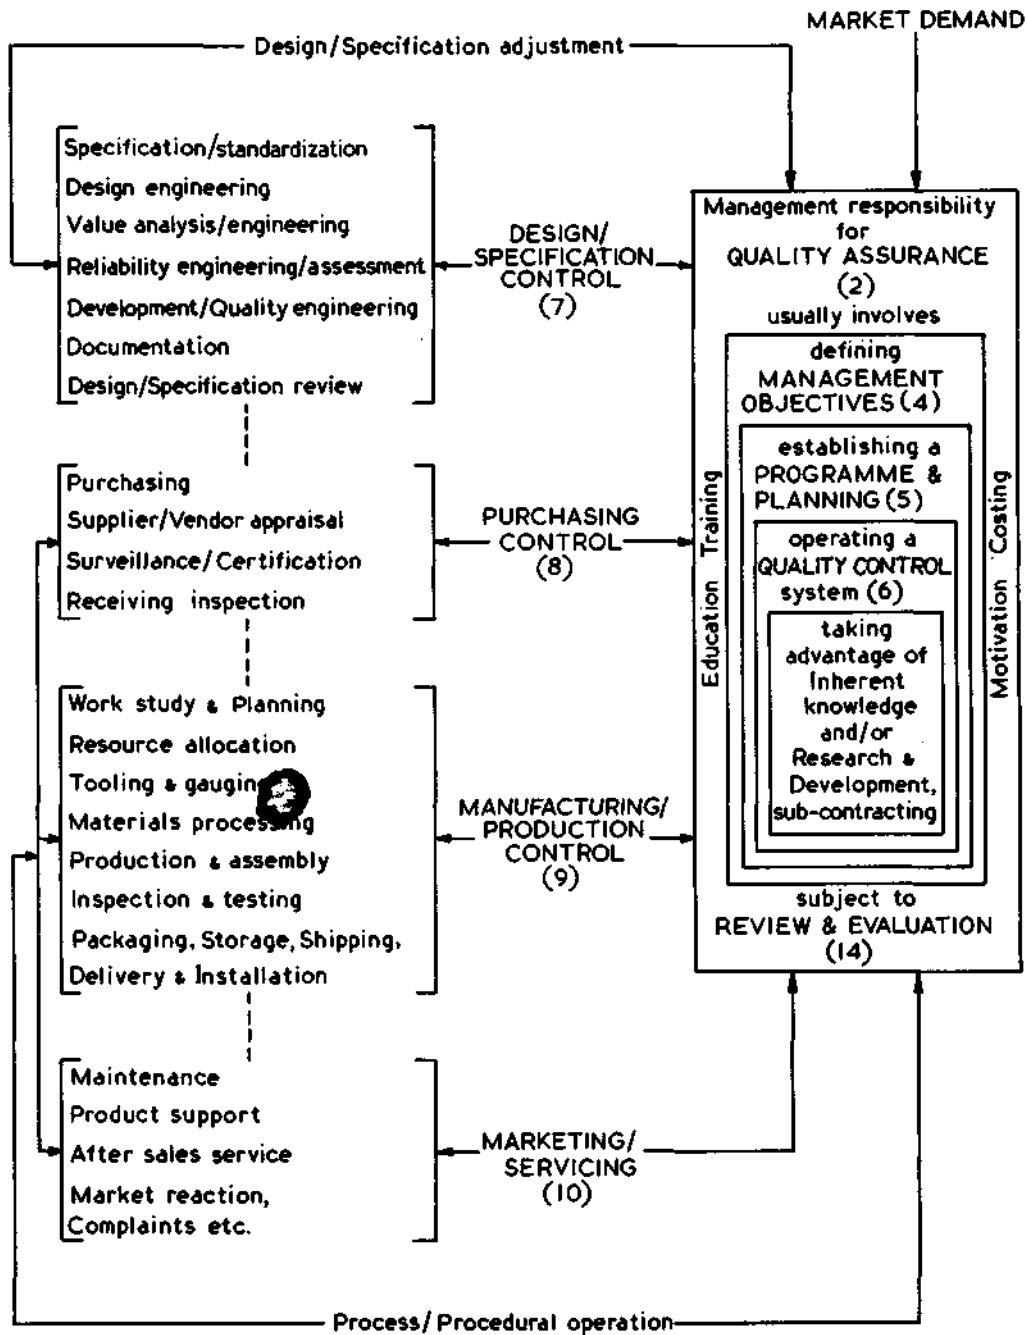 MARKET DEMAND
Design/Specification adjustment
Specification/standardization
Design engineering
Value analysis/engineering
Reliability engineering/assessment
Development/Quality engineering
Documentation
Design/Specification review
DESIGN/
SPECIFICATION
CONTROL
(7)
Purchasing
Supplier/Vendor appraisal
Surveillance/Certification
Receiving inspection
PURCHASING
CONTROL
(8)
Work study & Planning
Resource allocation
Tooling & gauging
Materials processing
Production & assembly
Inspection & testing
Packaging, Storage, Shipping,
Delivery & Installation
MANUFACTURING/
PRODUCTION
CONTROL
(9)
Maintenance
Product support
After sales service
Market reaction,
Complaints etc.
MARKETING/
SERVICING
(10)
Management responsibility
for
QUALITY ASSURANCE
(2)
usually involves
defining
MANAGEMENT
OBJECTIVES (4)
establishing a
PROGRAMME &
PLANNING (5)
operating a
QUALITY CONTROL
system (6)
taking
advantage of
Inherent
knowledge
and/or
Research &
Development,
sub-contracting
Education Training
Motivation Costing
subject to
REVIEW & EVALUATION
(14)
Process/Procedural operation